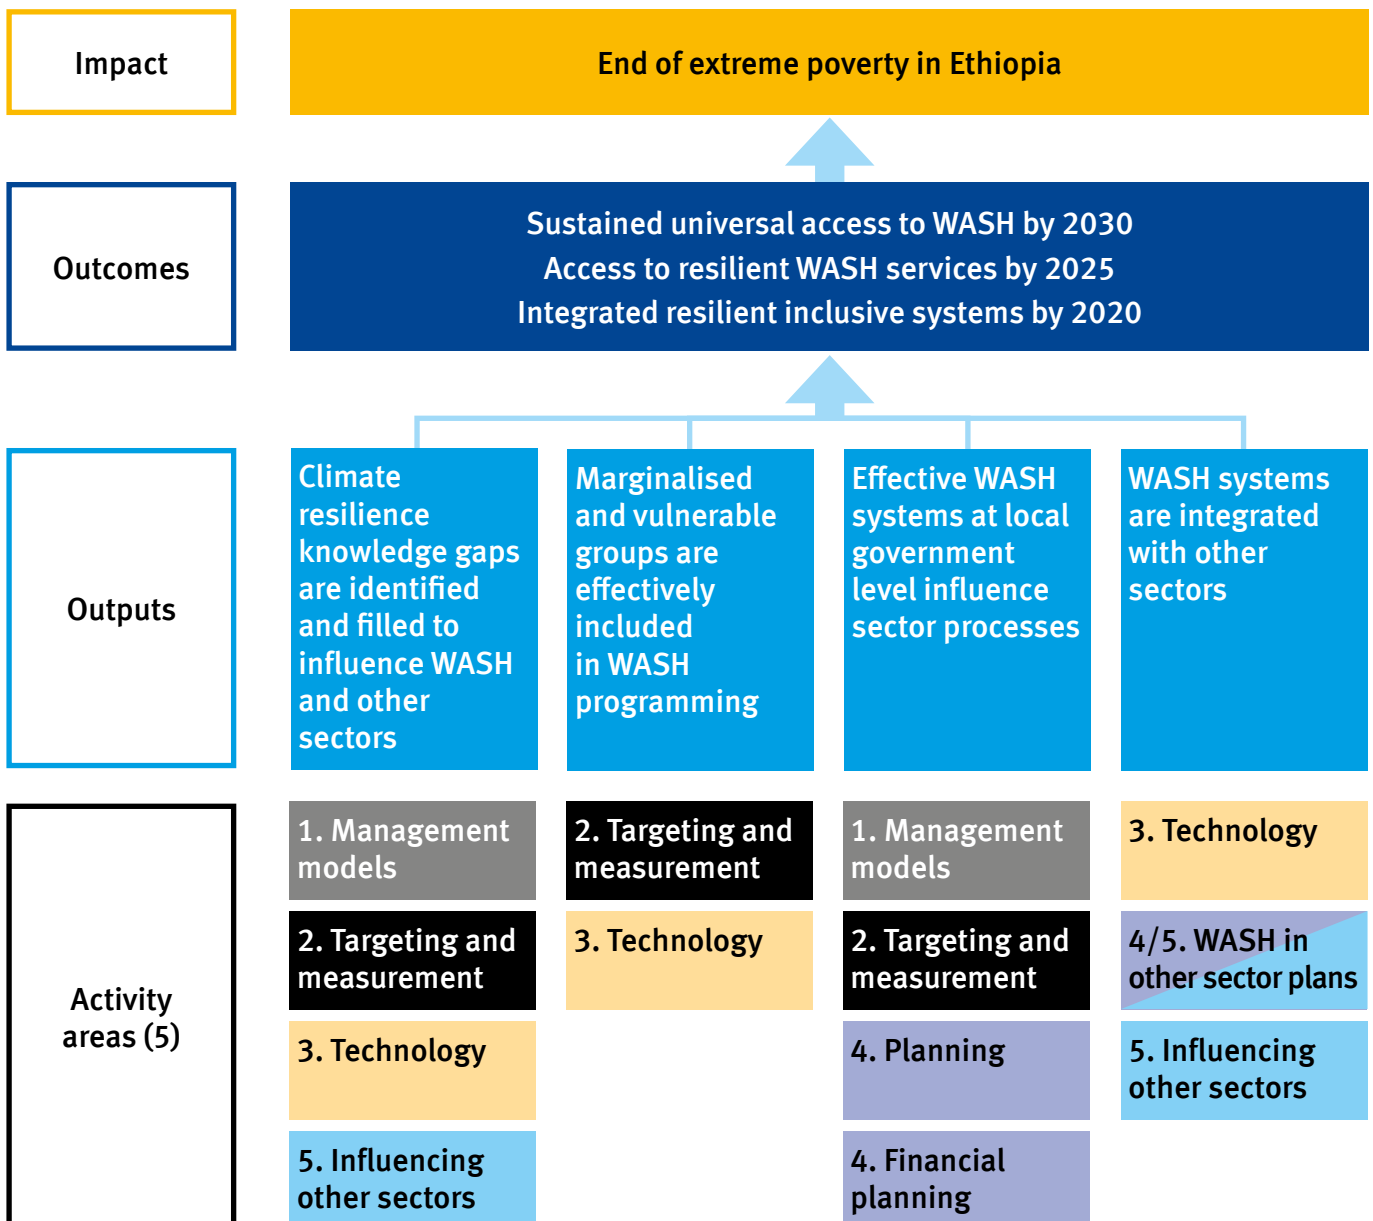 Impact
End of extreme poverty in Ethiopia
Outcomes
Sustained universal access to WASH by 2030
Access to resilient WASH services by 2025
Integrated resilient inclusive systems by 2020
Outputs
Climate
resilience
knowledge gaps
are identified
and filled to
influence WASH
and other
sectors
Marginalised
and vulnerable
groups are
effectively
included
in WASH
programming
Effective WASH
systems at local
government
level influence
sector processes
WASH systems
are integrated
with other
sectors
Activity
areas (5)
1. Management
models
2. Targeting and
measurement
3. Technology
5. Influencing
other sectors
2. Targeting and
measurement
3. Technology
1. Management
models
2. Targeting and
measurement
4. Planning
4. Financial
planning
3. Technology
4/5. WASH in
other sector plans
5. Influencing
other sectors